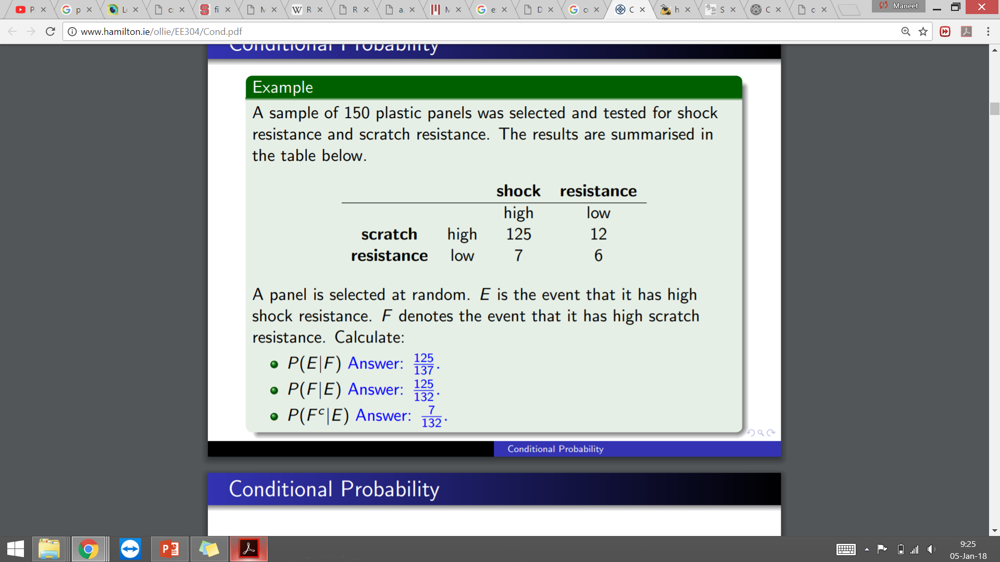 P
p
L
c
fi
M
R
R
a.
M
e
D
c
C
h
S
C
c
Maneet
www.hamilton.ie/ollie/EE304/Cond.pdf
Conditional Probability
Example
A sample of 150 plastic panels was selected and tested for shock
resistance and scratch resistance. The results are summarised in
the table below.
shock resistance
high low
scratch high 125 12
resistance low 7 6
A panel is selected at random. E is the event that it has high
shock resistance. F denotes the event that it has high scratch
resistance. Calculate:
P(E|F) Answer: 125/137.
P(F|E) Answer: 125/132.
P(Fᶜ|E) Answer: 7/132.
Conditional Probability
Conditional Probability
9:25
05-Jan-18